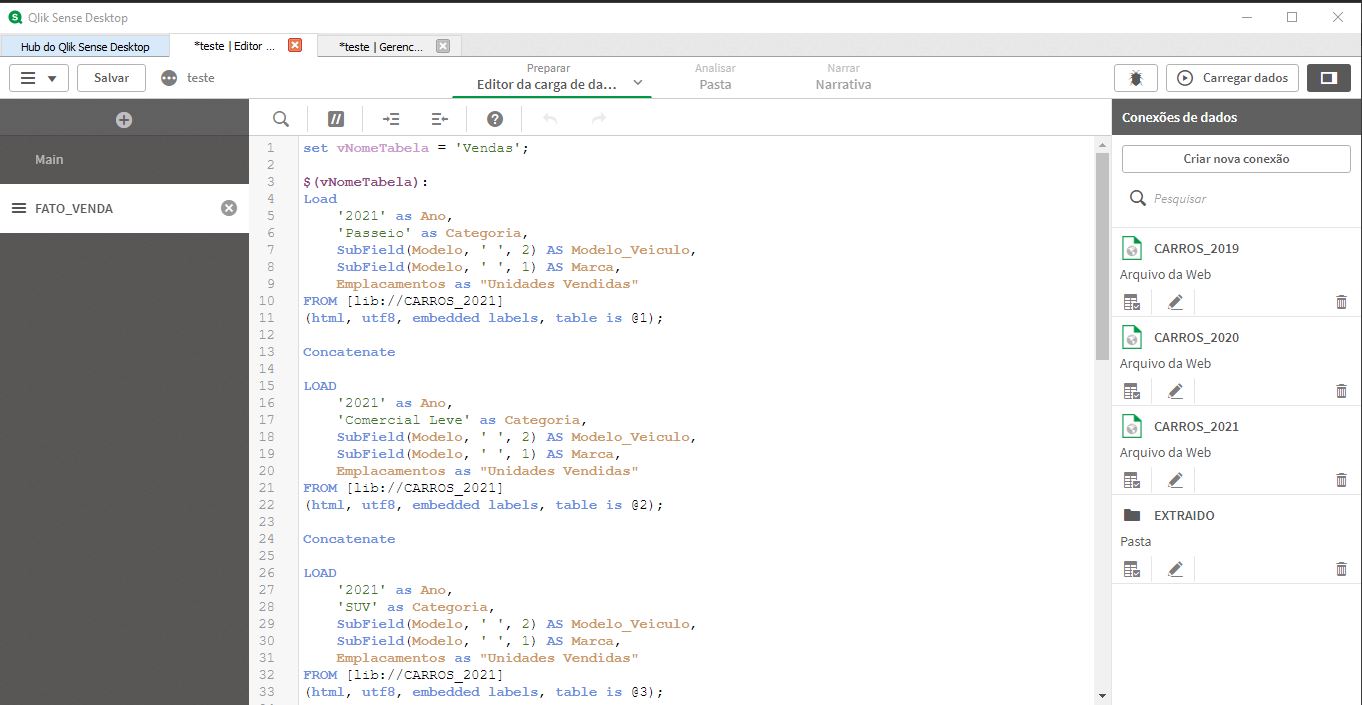 Qlik Sense Desktop
Hub do Qlik Sense Desktop
*teste | Editor ...
*teste | Gerenc...
Salvar
teste
Preparar
Editor da carga de da...
Analisar
Pasta
Narrar
Narrativa
Carregar dados
Main
FATO_VENDA
1 set vNomeTabela = 'Vendas';
2
3 $(vNomeTabela):
4 Load
5 '2021' as Ano,
6 'Passeio' as Categoria,
7 SubField(Modelo, ' ', 2) AS Modelo_Veiculo,
8 SubField(Modelo, ' ', 1) AS Marca,
9 Emplacamentos as "Unidades Vendidas"
10 FROM [lib://CARROS_2021]
11 (html, utf8, embedded labels, table is @1);
12
13 Concatenate
14
15 LOAD
16 '2021' as Ano,
17 'Comercial Leve' as Categoria,
18 SubField(Modelo, ' ', 2) AS Modelo_Veiculo,
19 SubField(Modelo, ' ', 1) AS Marca,
20 Emplacamentos as "Unidades Vendidas"
21 FROM [lib://CARROS_2021]
22 (html, utf8, embedded labels, table is @2);
23
24 Concatenate
25
26 LOAD
27 '2021' as Ano,
28 'SUV' as Categoria,
29 SubField(Modelo, ' ', 2) AS Modelo_Veiculo,
30 SubField(Modelo, ' ', 1) AS Marca,
31 Emplacamentos as "Unidades Vendidas"
32 FROM [lib://CARROS_2021]
33 (html, utf8, embedded labels, table is @3);
Conexões de dados
Criar nova conexão
Pesquisar
CARROS_2019
Arquivo da Web
CARROS_2020
Arquivo da Web
CARROS_2021
Arquivo da Web
EXTRAIDO
Pasta